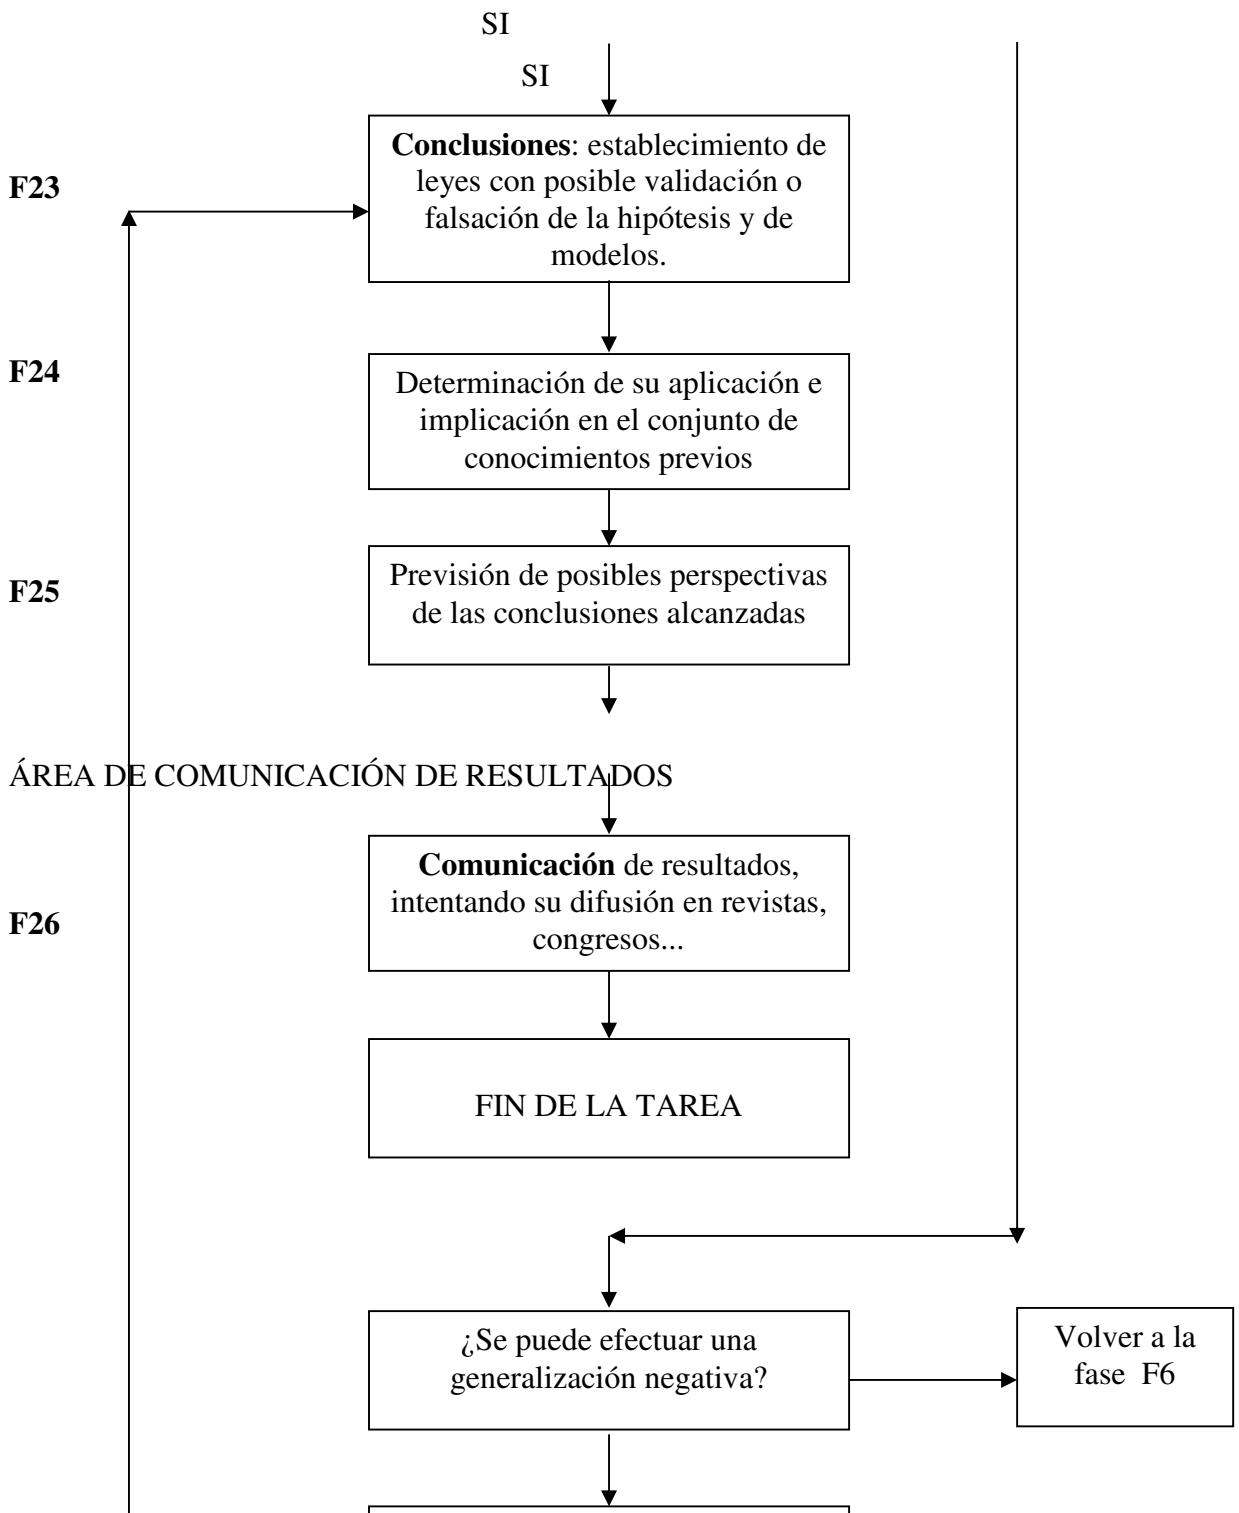 SI
SI
Conclusiones: establecimiento de
leyes con posible validación o
falsación de la hipótesis y de
modelos.
F23
F24
Determinación de su aplicación e
implicación en el conjunto de
conocimientos previos
F25
Previsión de posibles perspectivas
de las conclusiones alcanzadas
ÁREA DE COMUNICACIÓN DE RESULTADOS
Comunicación de resultados,
intentando su difusión en revistas,
congresos...
F26
FIN DE LA TAREA
¿Se puede efectuar una
generalización negativa?
Volver a la
fase F6